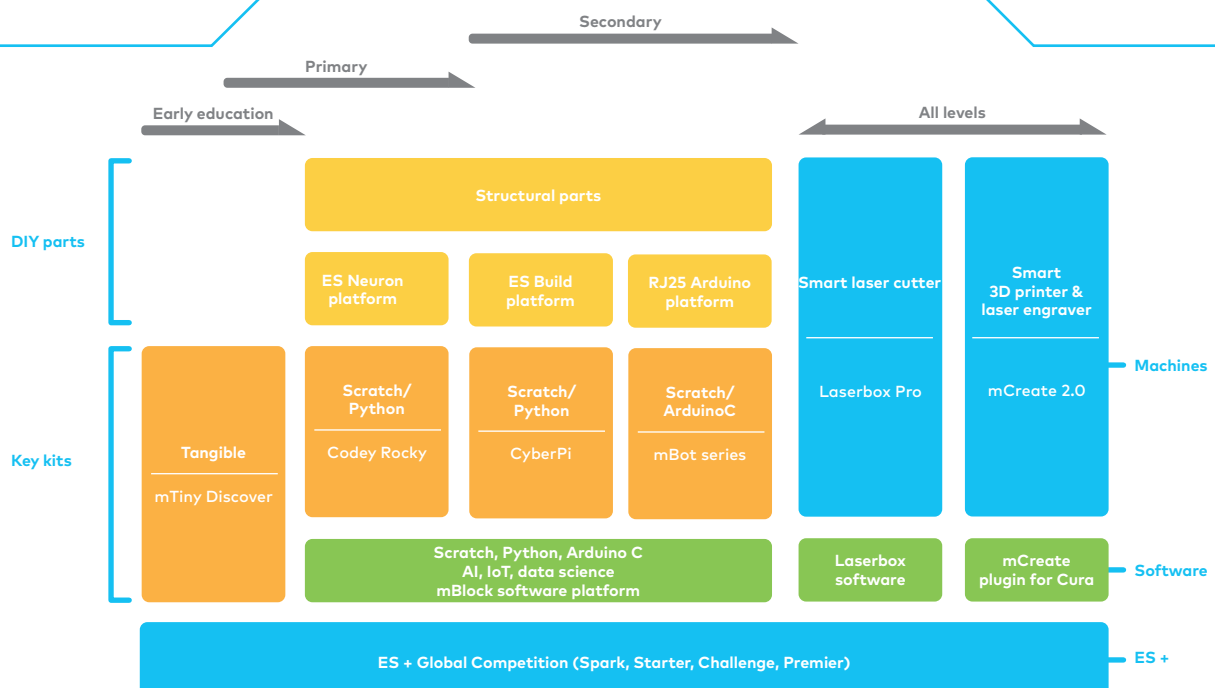 Secondary
Primary
Early education
All levels
DIY parts
Structural parts
ES Neuron
platform
ES Build
platform
RJ25 Arduino
platform
Smart laser cutter
Smart
3D printer &
laser engraver
Laserbox Pro
mCreate 2.0
Machines
Key kits
Tangible
mTiny Discover
Scratch/
Python
Codey Rocky
Scratch/
Python
CyberPi
Scratch/
ArduinoC
mBot series
Scratch, Python, Arduino C
AI, IoT, data science
mBlock software platform
Laserbox
software
mCreate
plugin for Cura
Software
ES + Global Competition (Spark, Starter, Challenge, Premier)
ES +